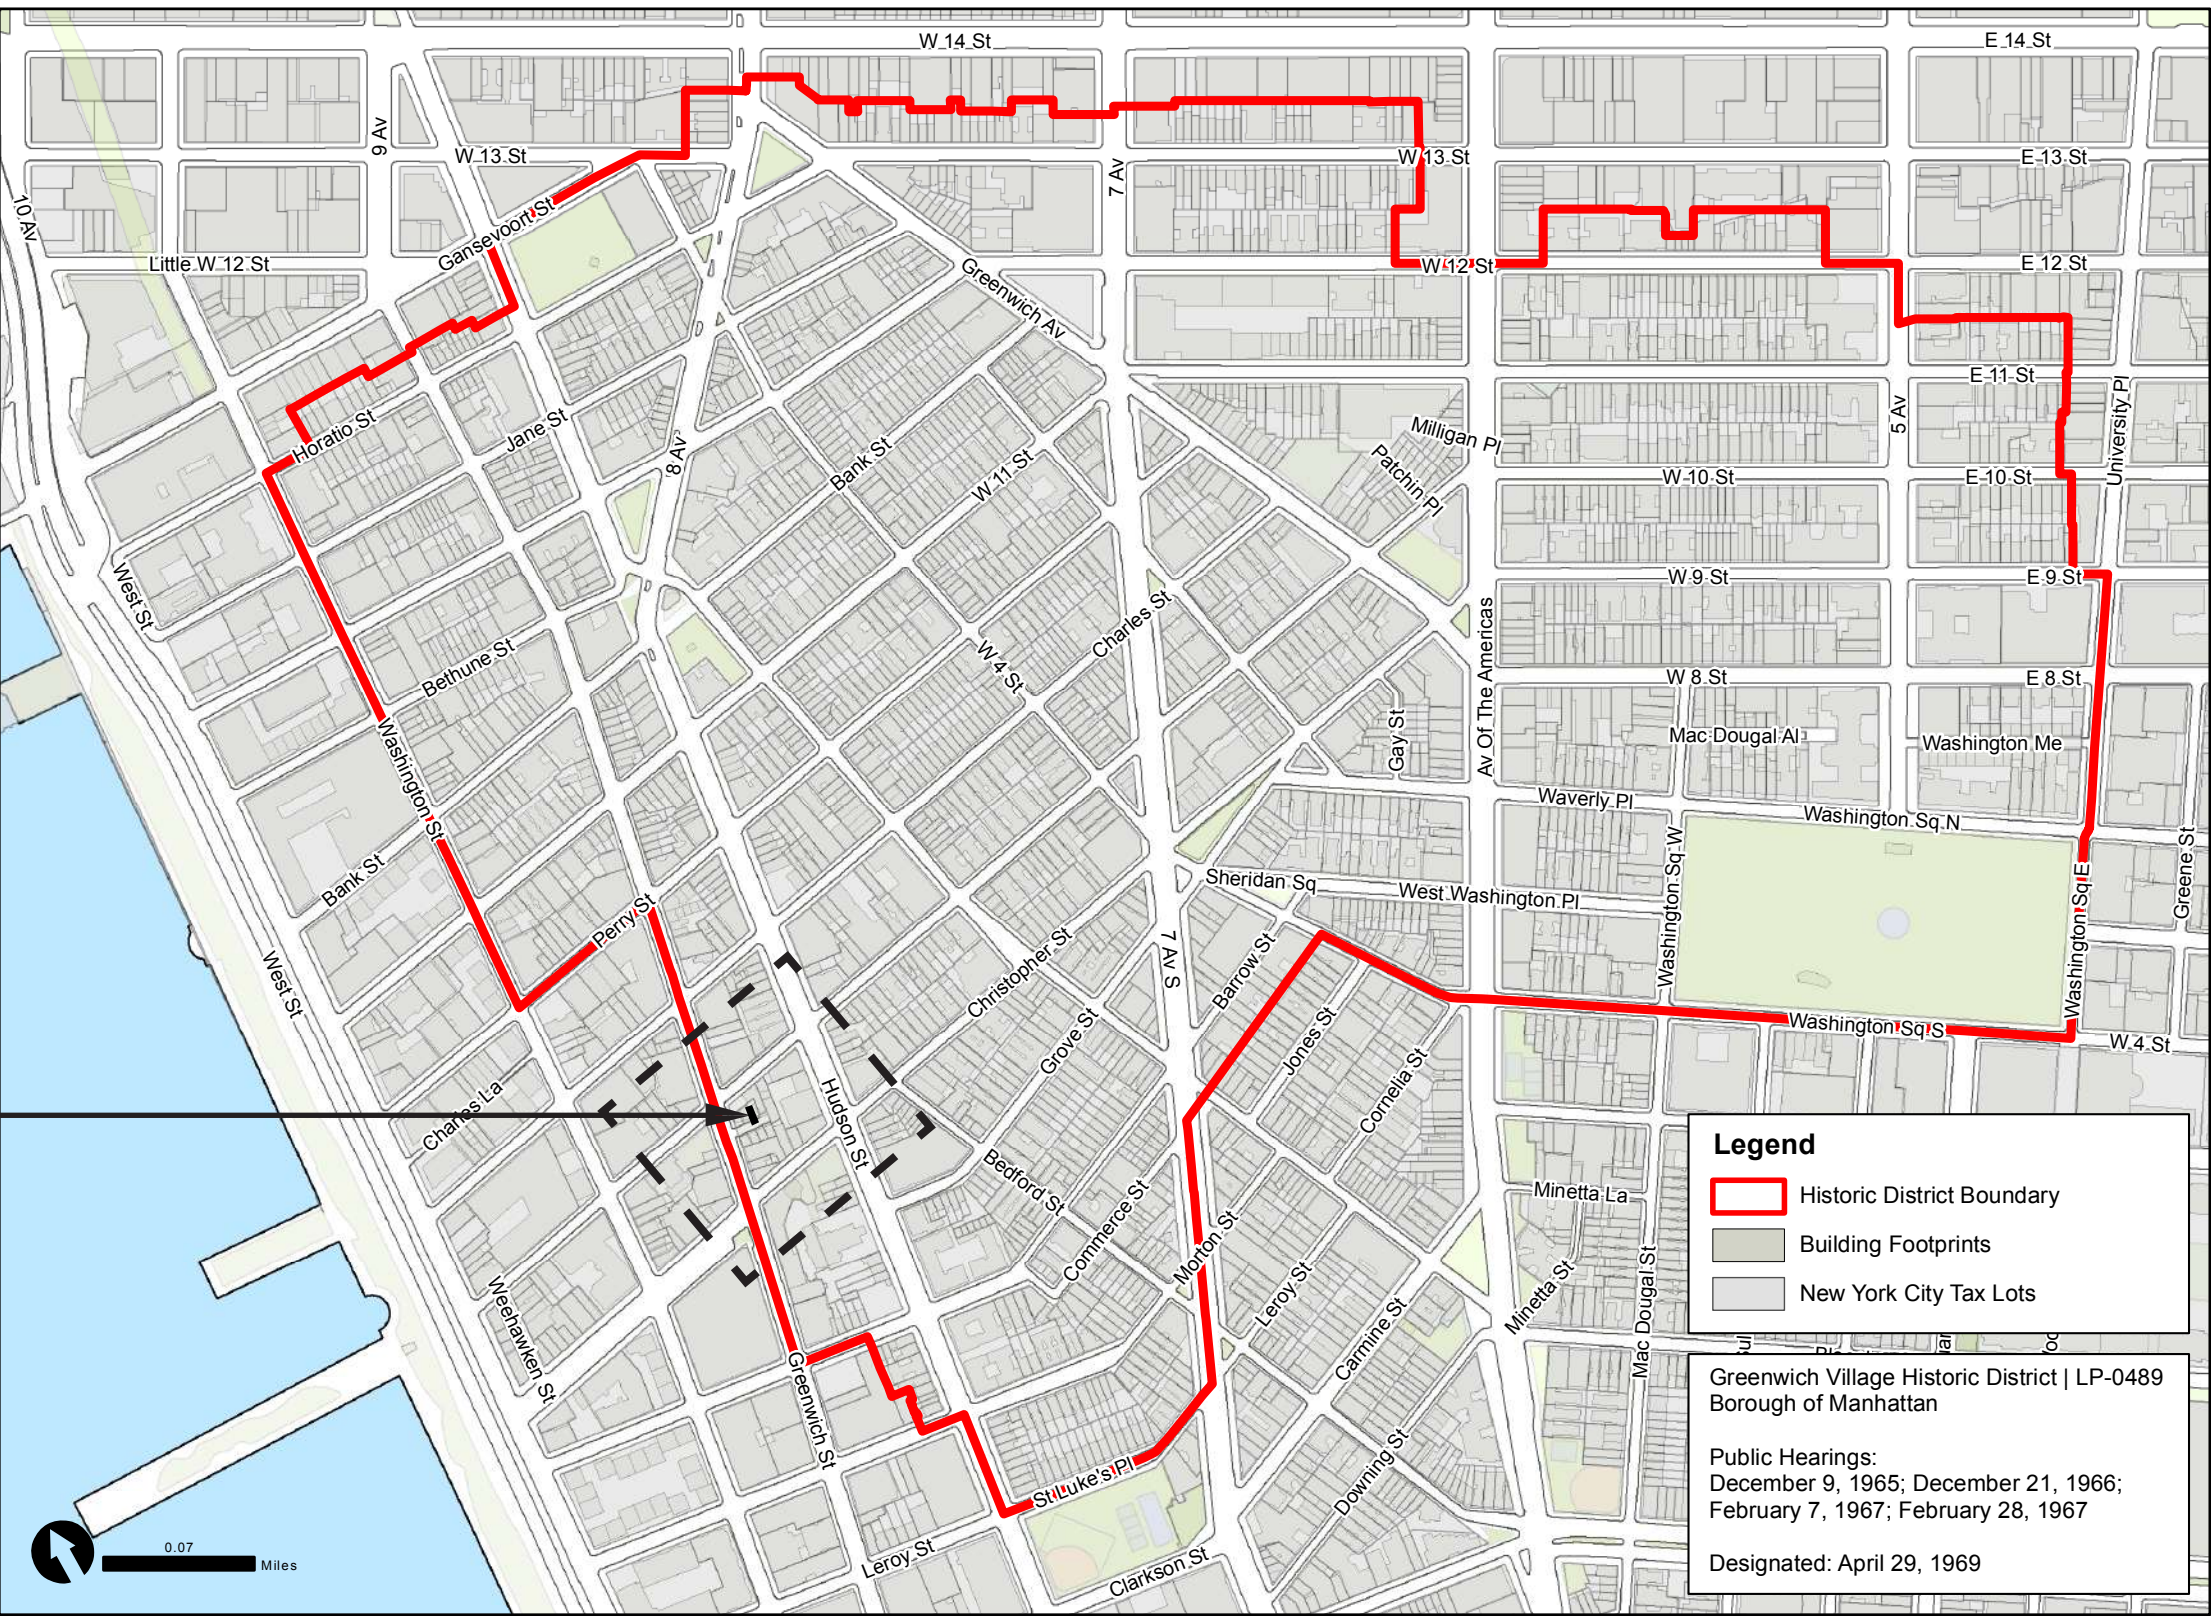 W 14 St
E 14 St
9 Av
W 13 St
7 Av
W 13 St
E 13 St
10 Av
Gansevoort St
Little W 12 St
Greenwich Av
W 12 St
E 12 St
E 11 St
University Pl
5 Av
Horatio St
Jane St
8 Av
Bank St
W 11 St
Milligan Pl
Patchin Pl
W 10 St
E 10 St
West St
W 9 St
E 9 St
Charles St
Av Of The Americas
Bethune St
W 4 St
W 8 St
E 8 St
Gay St
Mac Dougal Al
Washington Me
Washington St
Waverly Pl
Washington Sq N
Washington Sq W
Greene St
Bank St
Sheridan Sq
West Washington Pl
Perry St
Washington Sq E
West St
Christopher St
7 Av S
Barrow St
Washington Sq S
W 4 St
Grove St
Jones St
Charles La
Cornelia St
Hudson St
Bedford St
Commerce St
Minetta La
Morton St
Weehawken St
Leroy St
Minetta St
Mac Dougal St
Carmine St
Greenwich St
St Luke's Pl
Downing St
Leroy St
Clarkson St
Legend
Historic District Boundary
Building Footprints
New York City Tax Lots
Greenwich Village Historic District | LP-0489
Borough of Manhattan
Public Hearings:
December 9, 1965; December 21, 1966;
February 7, 1967; February 28, 1967
Designated: April 29, 1969
0.07
Miles